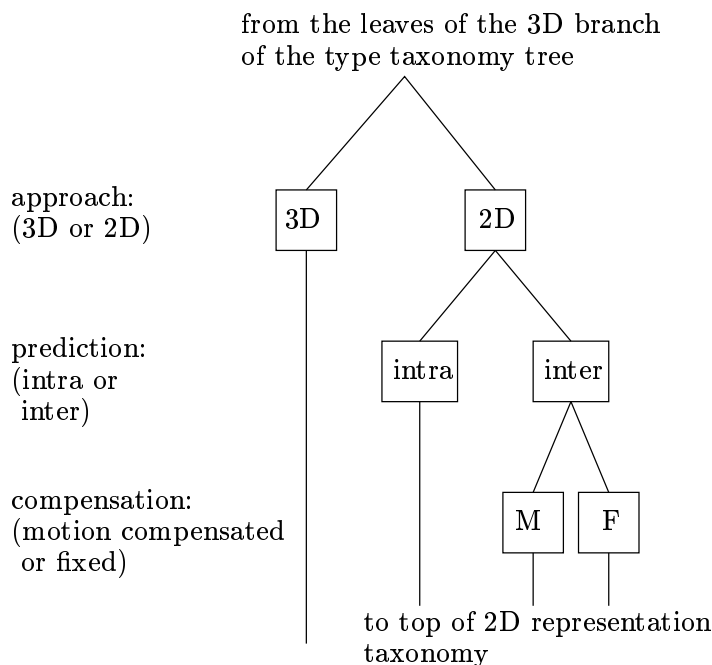 from the leaves of the 3D branch
of the type taxonomy tree
approach:
(3D or 2D)
3D
2D
prediction:
(intra or
inter)
intra
inter
compensation:
(motion compensated
or fixed)
M
F
to top of 2D representation
taxonomy